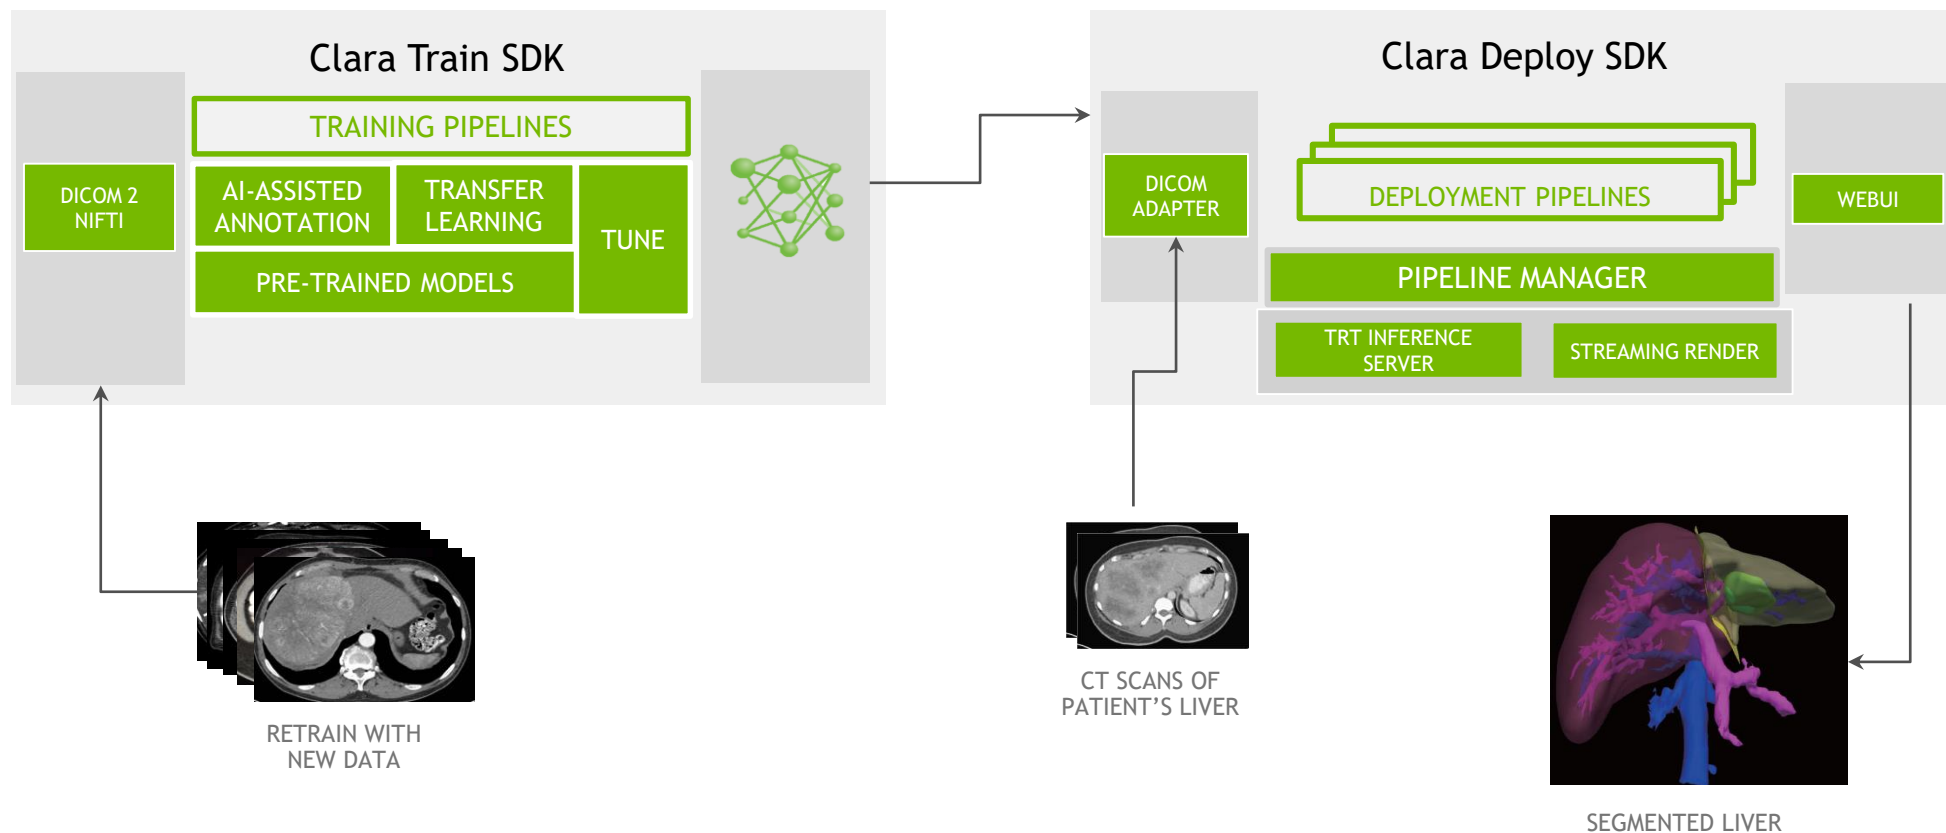 Clara Train SDK
TRAINING PIPELINES
DICOM 2
NIFTI
AI-ASSISTED
ANNOTATION
TRANSFER
LEARNING
TUNE
PRE-TRAINED MODELS
RETRAIN WITH
NEW DATA
Clara Deploy SDK
DICOM
ADAPTER
DEPLOYMENT PIPELINES
WEBUI
PIPELINE MANAGER
TRT INFERENCE
SERVER
STREAMING RENDER
CT SCANS OF
PATIENT’S LIVER
SEGMENTED LIVER